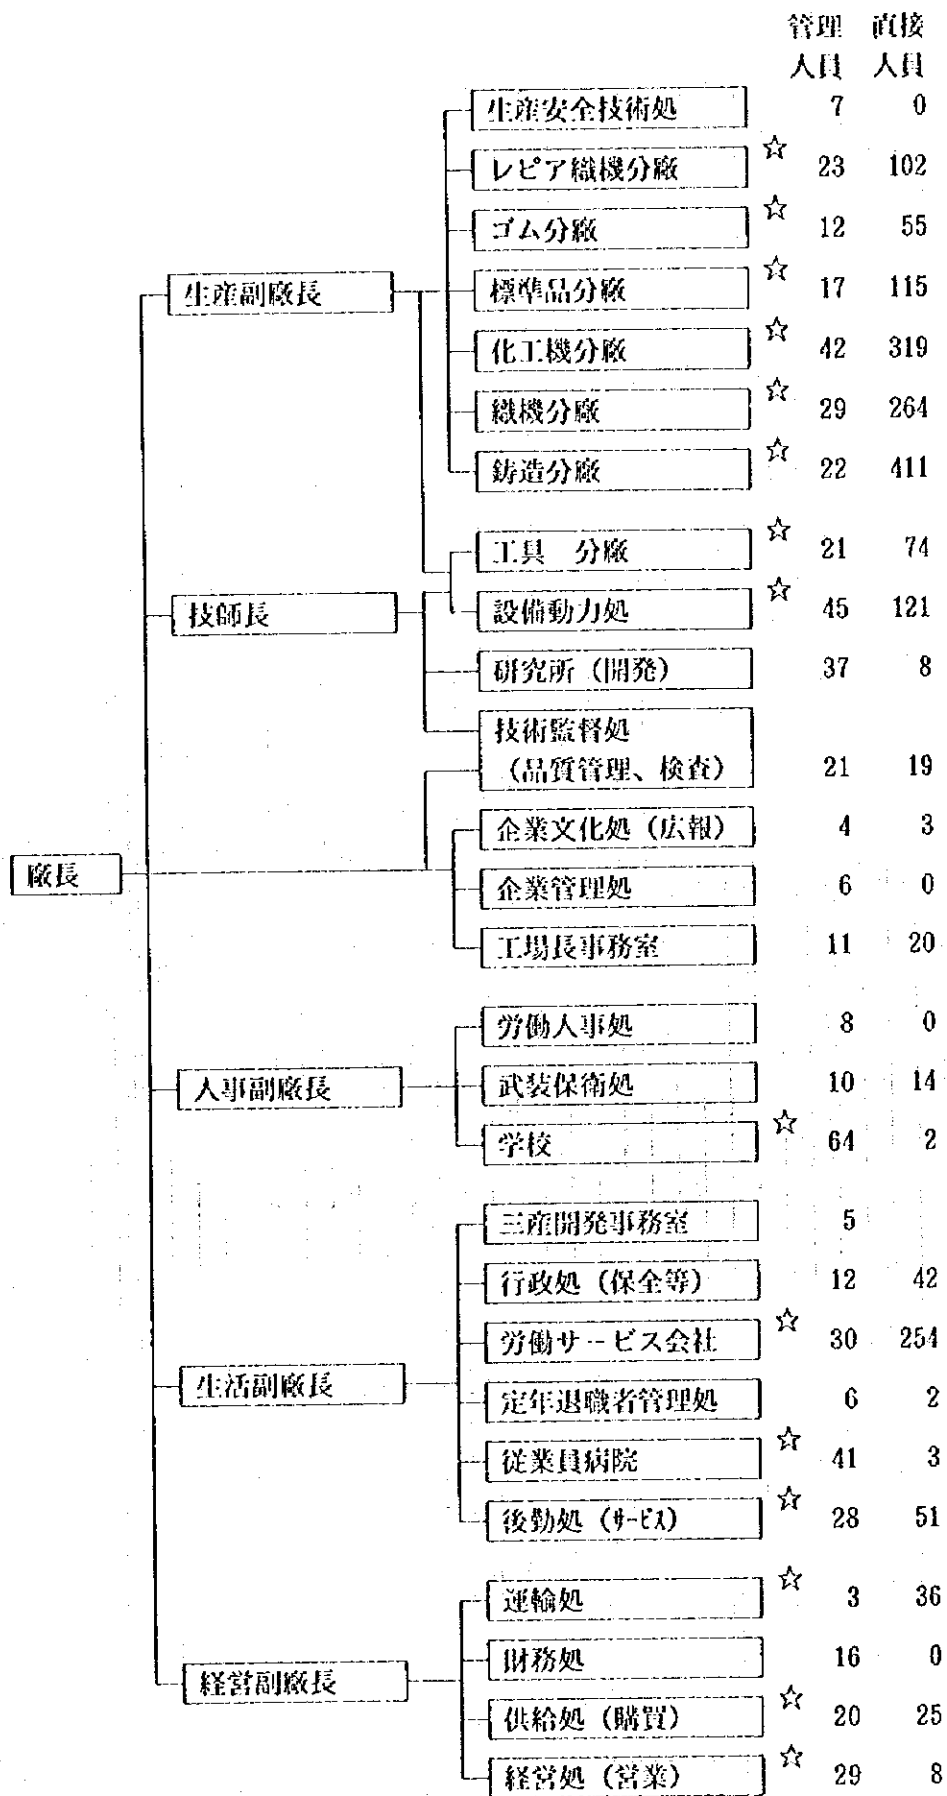 管理 直接
人員 人員
生産安全技術処 7 0
レピア織機分廠 ☆ 23 102
ゴム分廠 ☆ 12 55
生産副廠長 標準品分廠 ☆ 17 115
化工機分廠 ☆ 42 319
織機分廠 ☆ 29 264
鋳造分廠 ☆ 22 411
工具 分廠 ☆ 21 74
技師長 設備動力処 ☆ 45 121
研究所（開発） 37 8
技術監督処
（品質管理、検査） 21 19
企業文化処（広報） 4 3
廠長 企業管理処 6 0
工場長事務室 11 20
労働人事処 8 0
人事副廠長 武装保衛処 10 14
学校 ☆ 64 2
三産開発事務室 5
行政処（保全等） 12 42
労働サービス会社 ☆ 30 254
生活副廠長 定年退職者管理処 6 2
従業員病院 ☆ 41 3
後勤処（ｻｰﾋﾞｽ） ☆ 28 51
運輸処 ☆ 3 36
経営副廠長 財務処 16 0
供給処（購買） ☆ 20 25
経営処（営業） ☆ 29 8